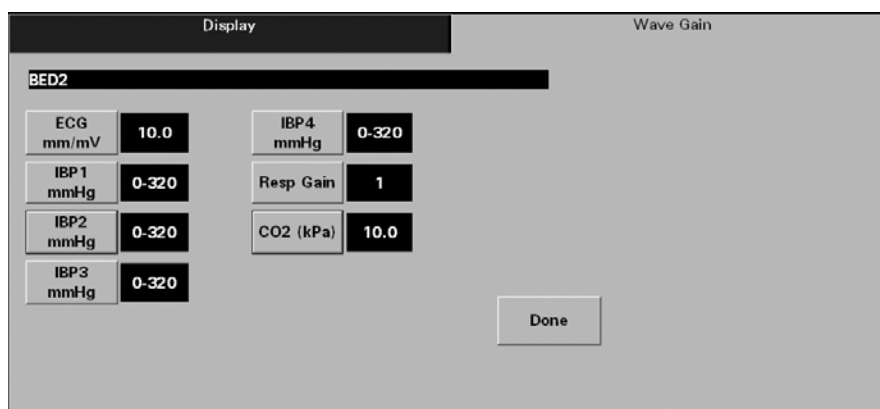 Display
Wave Gain
BED2
ECG
mm/mV
10.0
IBP1
mmHg
0-320
IBP2
mmHg
0-320
IBP3
mmHg
0-320
IBP4
mmHg
0-320
Resp Gain
1
CO2 (kPa)
10.0
Done